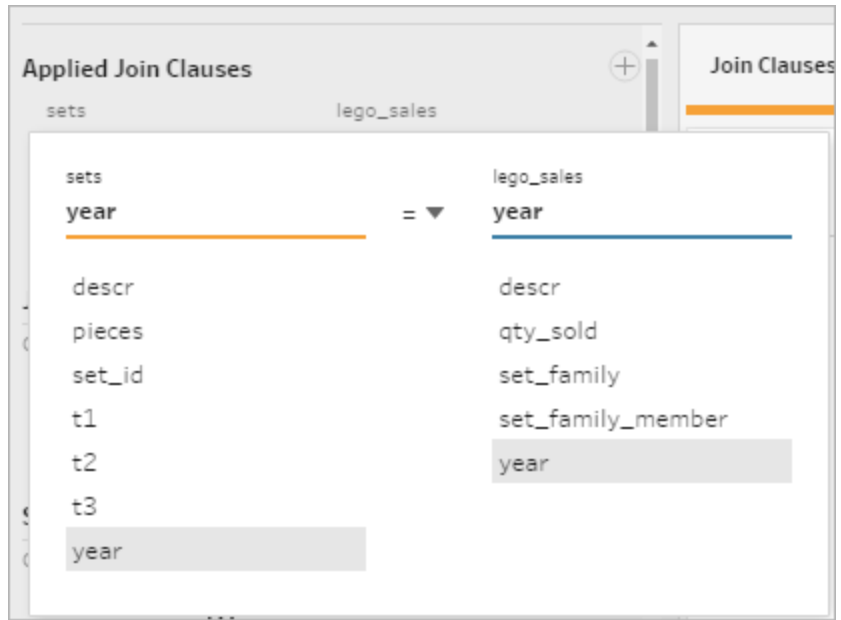 Applied Join Clauses
Join Clauses
sets lego_sales
sets lego_sales
year = year
descr descr
pieces qty_sold
set_id set_family
t1 set_family_member
t2 year
t3
year